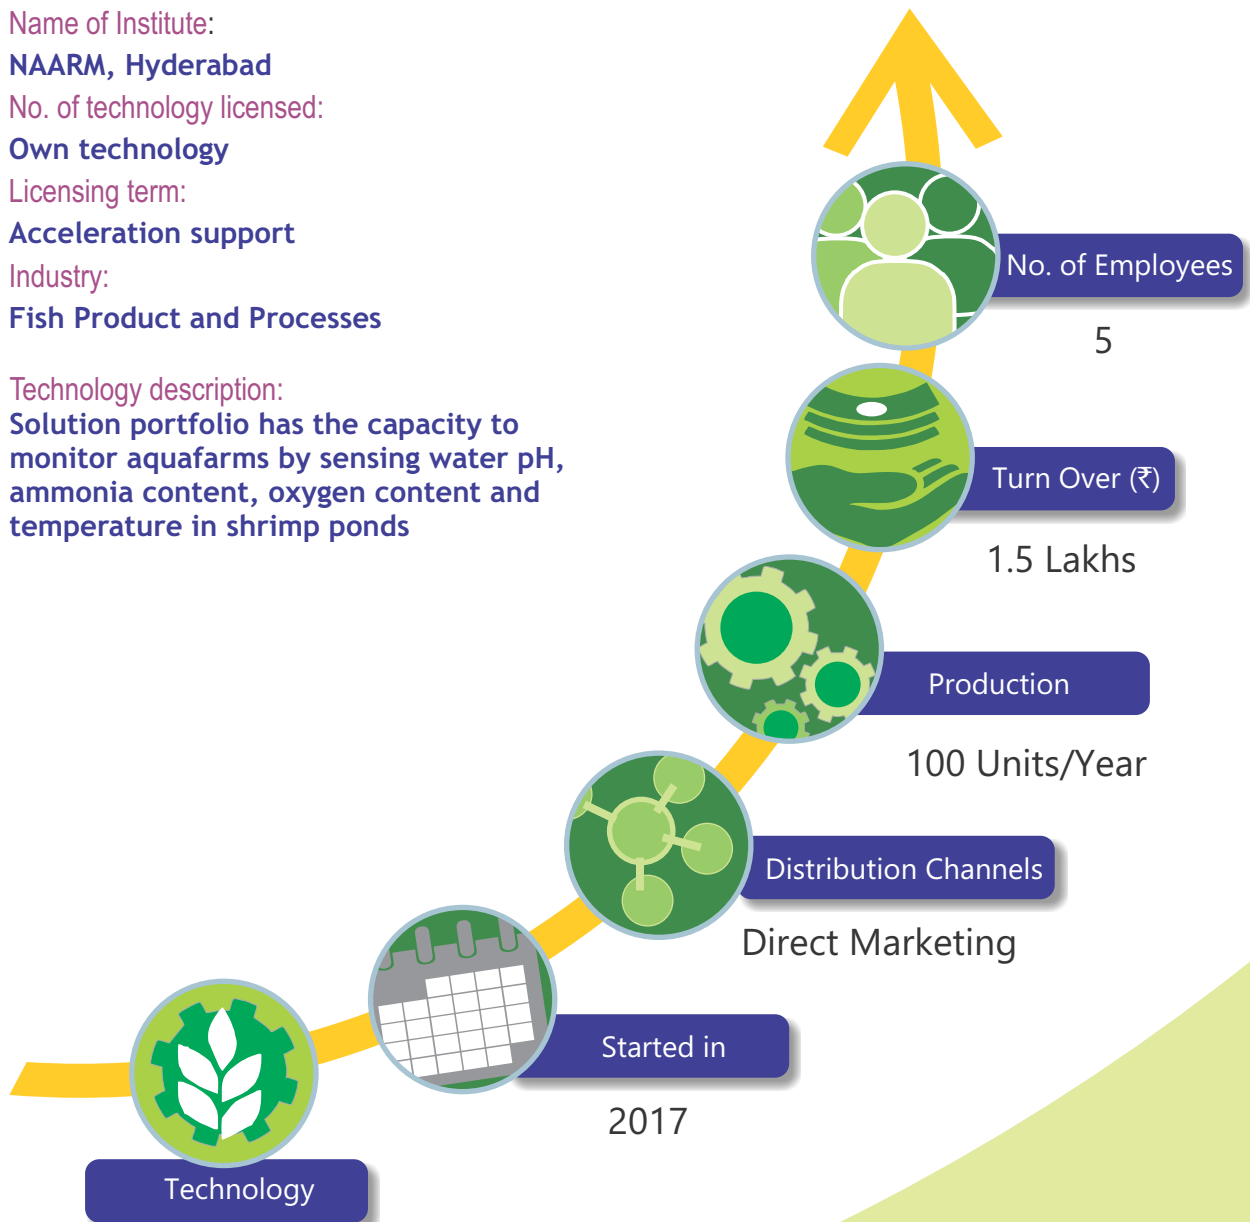 Name of Institute:
NAARM, Hyderabad
No. of technology licensed:
Own technology
Licensing term:
Acceleration support
Industry:
Fish Product and Processes
Technology description:
Solution portfolio has the capacity to
monitor aquafarms by sensing water pH,
ammonia content, oxygen content and
temperature in shrimp ponds
No. of Employees
5
Turn Over (₹)
1.5 Lakhs
Production
100 Units/Year
Distribution Channels
Direct Marketing
Started in
2017
Technology